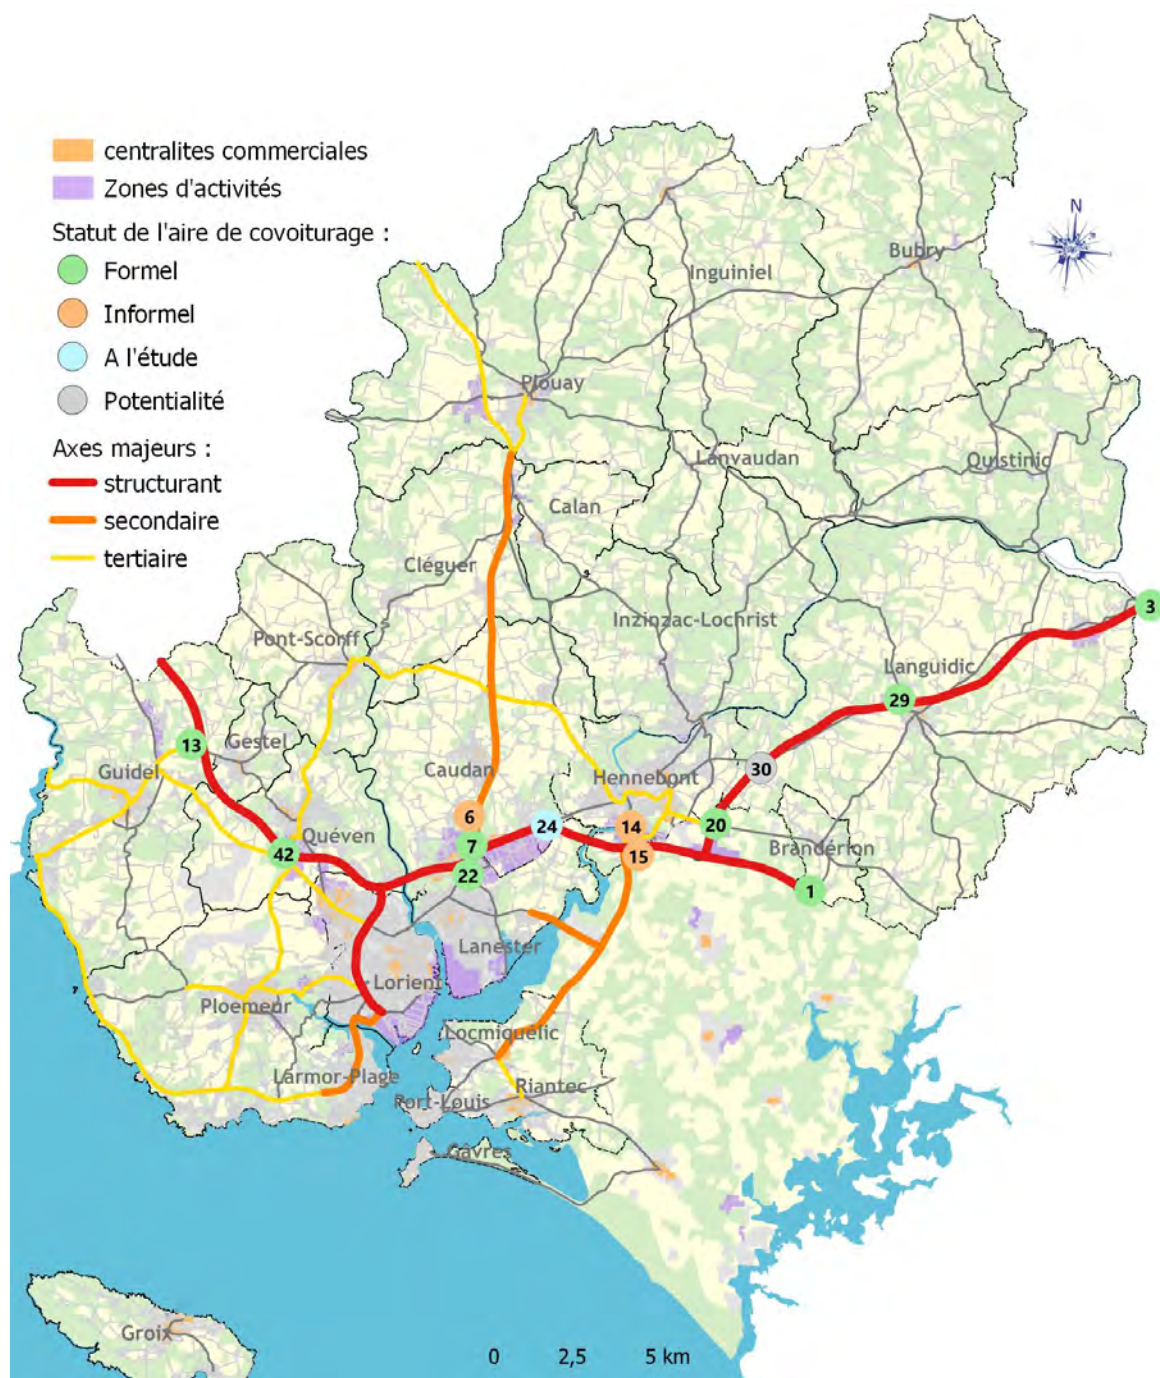 centralites commerciales
Zones d'activités
Statut de l'aire de covoiturage :
Formel
Informel
A l'étude
Potentialité
Axes majeurs :
structurant
secondaire
tertiaire
N
Bubry
Inguiniel
Plouay
Lanvaudan
Quistinic
Calan
Cléguer
Inzinzac-Lochrist
3
Pont-Scorff
Languidic
29
13
Gestel
Guidel
Caudan
Hennebont
30
6
24
14
20
Quéven
42
7
15
Brandérion
22
1
Lanester
Lorient
Ploemeur
Locmiquélic
Larmor-Plage
Riantec
Port-Louis
Gâvres
Groix
0 2,5 5 km